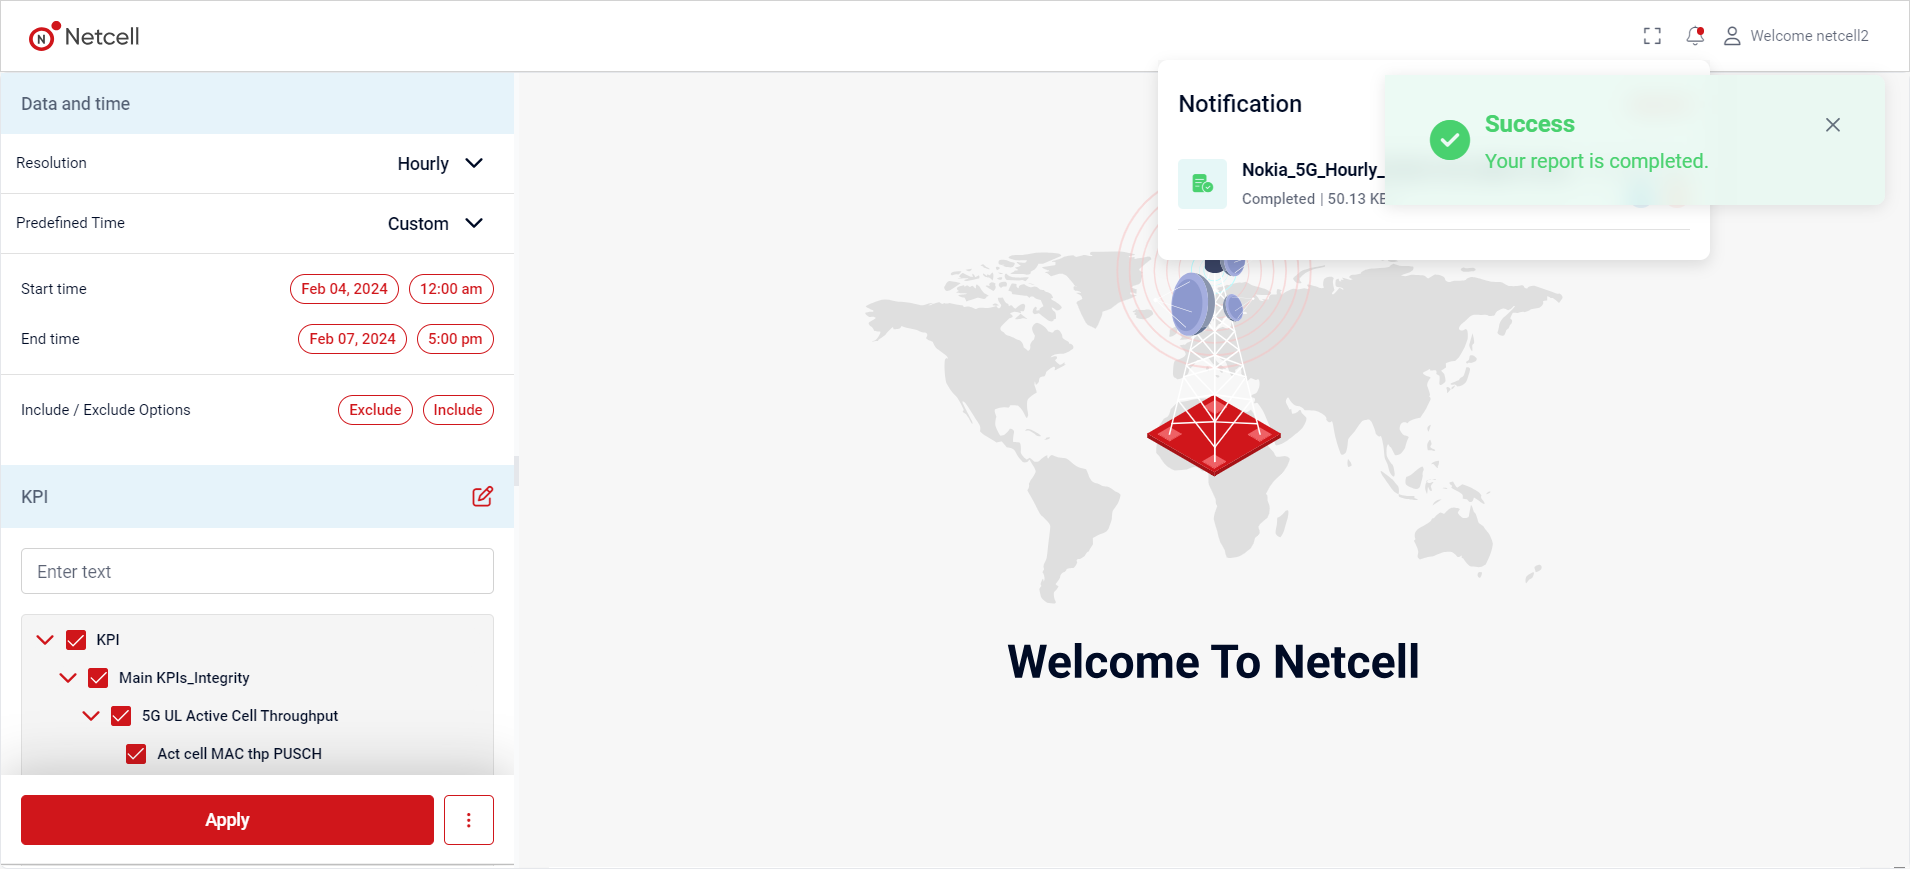 Netcell
Welcome netcell2
Data and time
Resolution Hourly
Predefined Time Custom
Start time Feb 04, 2024 12:00 am
End time Feb 07, 2024 5:00 pm
Include / Exclude Options Exclude Include
KPI
Enter text
KPI
Main KPIs_Integrity
5G UL Active Cell Throughput
Act cell MAC thp PUSCH
Apply
Notification
Nokia_5G_Hourly_
Completed | 50.13 KB
Success
Your report is completed.
N
Welcome To Netcell